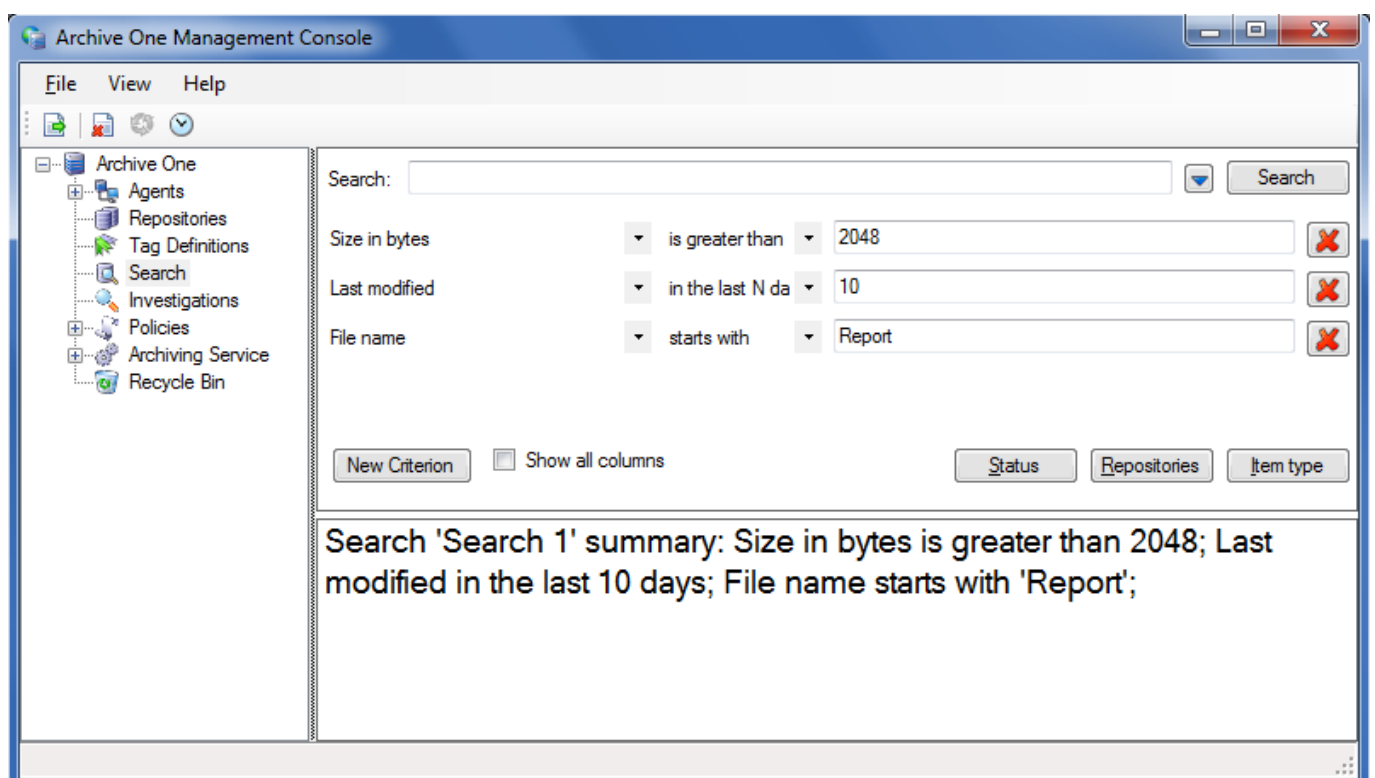 Archive One Management Console
File View Help
Archive One
Agents
Repositories
Tag Definitions
Search
Investigations
Policies
Archiving Service
Recycle Bin
Search: Search
Size in bytes is greater than 2048
Last modified in the last N da 10
File name starts with Report
New Criterion Show all columns Status Repositories Item type
Search 'Search 1' summary: Size in bytes is greater than 2048; Last
modified in the last 10 days; File name starts with 'Report';